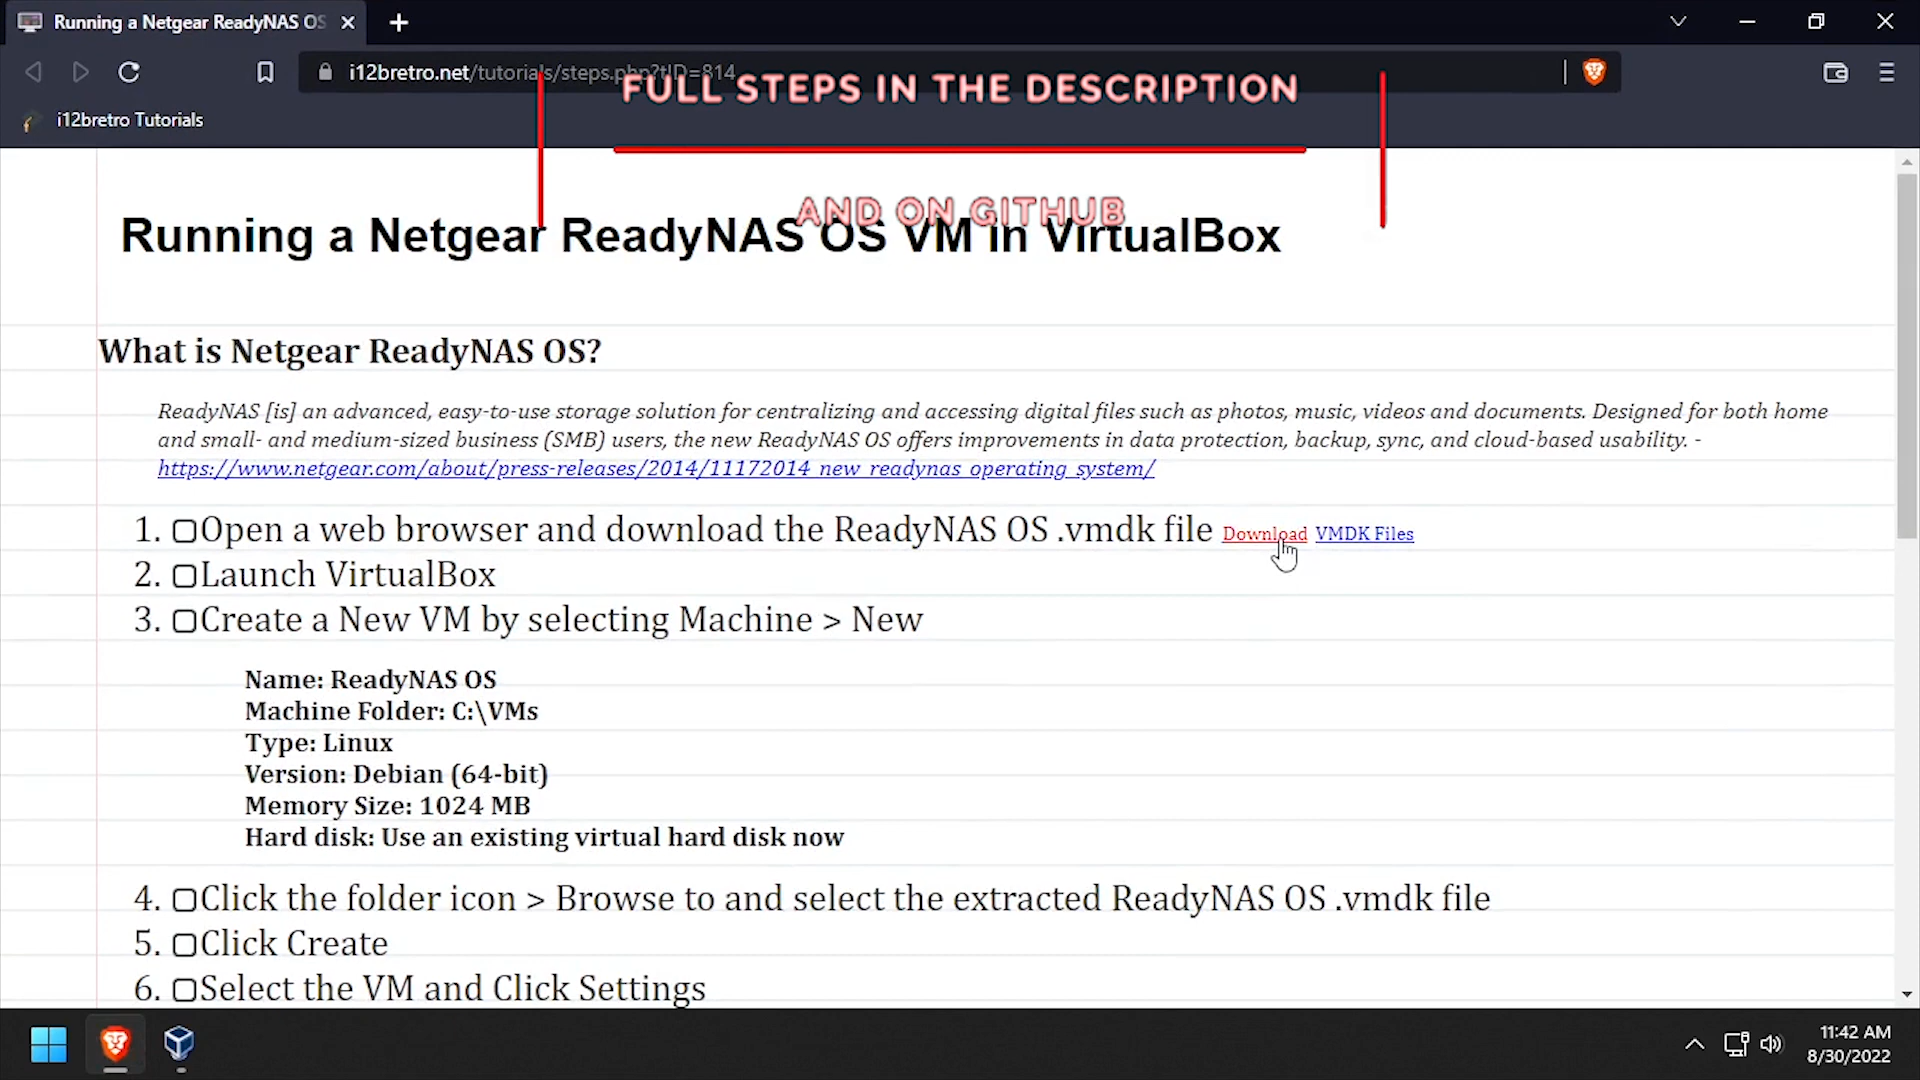 Running a Netgear ReadyNAS OS
i12bretro.net/tutorials/steps.php?tID=814
FULL STEPS IN THE DESCRIPTION
i12bretro Tutorials
AND ON GITHUB
Running a Netgear ReadyNAS OS VM in VirtualBox
What is Netgear ReadyNAS OS?
ReadyNAS [is] an advanced, easy-to-use storage solution for centralizing and accessing digital files such as photos, music, videos and documents. Designed for both home
and small- and medium-sized business (SMB) users, the new ReadyNAS OS offers improvements in data protection, backup, sync, and cloud-based usability. -
https://www.netgear.com/about/press-releases/2014/11172014_new_readynas_operating_system/
1. Open a web browser and download the ReadyNAS OS .vmdk file Download VMDK Files
2. Launch VirtualBox
3. Create a New VM by selecting Machine > New
Name: ReadyNAS OS
Machine Folder: C:\VMs
Type: Linux
Version: Debian (64-bit)
Memory Size: 1024 MB
Hard disk: Use an existing virtual hard disk now
4. Click the folder icon > Browse to and select the extracted ReadyNAS OS .vmdk file
5. Click Create
6. Select the VM and Click Settings
11:42 AM
8/30/2022